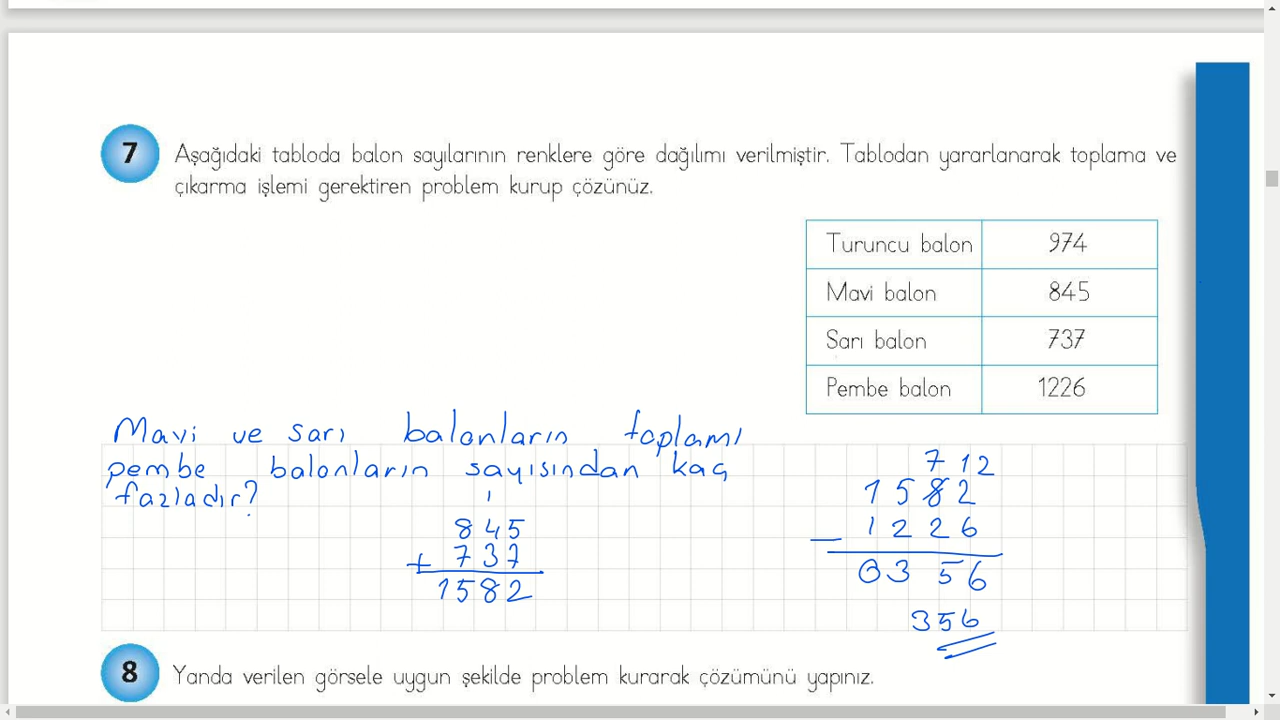 7 Aşağıdaki tabloda balon sayılarının renklere göre dağılımı verilmiştir. Tablodan yararlanarak toplama ve
çıkarma işlemi gerektiren problem kurup çözünüz.
Turuncu balon 974
Mavi balon 845
Sarı balon 737
Pembe balon 1226
Mavi ve sarı balonların toplamı
pembe balonların sayısından kaç
fazladır?
1
845
+ 737
1582
7 12
1582
- 1226
0356
356
8 Yanda verilen görsele uygun şekilde problem kurarak çözümünü yapınız.